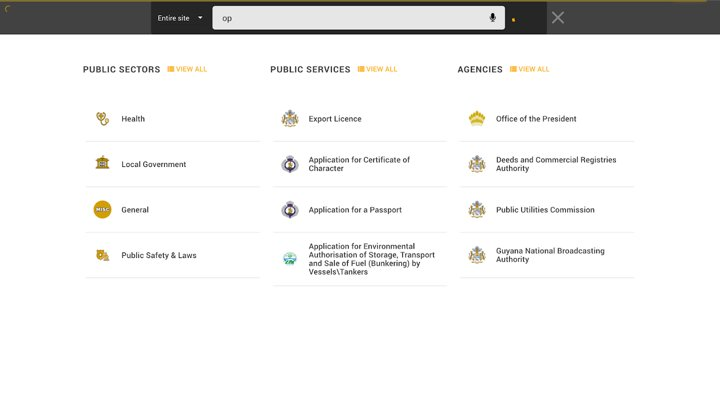 Entire site
op
PUBLIC SECTORS
VIEW ALL
Health
Local Government
MISC
General
Public Safety & Laws
PUBLIC SERVICES
VIEW ALL
Export Licence
Application for Certificate of
Character
Application for a Passport
Application for Environmental
Authorisation of Storage, Transport
and Sale of Fuel (Bunkering) by
Vessels\Tankers
AGENCIES
VIEW ALL
Office of the President
Deeds and Commercial Registries
Authority
Public Utilities Commission
Guyana National Broadcasting
Authority